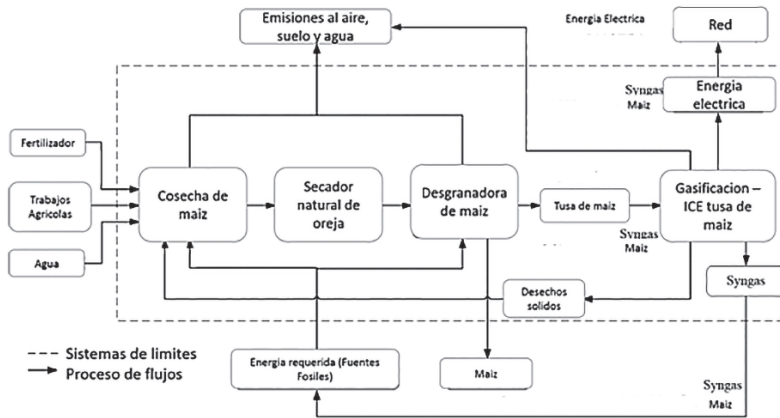 Emisiones al aire,
suelo y agua
Energia Electrica
Red
Syngas
Maiz
Energia
electrica
Fertilizador
Trabajos
Agricolas
Agua
Cosecha de
maiz
Secador
natural de
oreja
Desgranadora
de maiz
Tusa de maiz
Gasificacion –
ICE tusa de
maiz
Syngas
Maiz
Desechos
solidos
Syngas
Sistemas de limites
Proceso de flujos
Energia requerida (Fuentes
Fosiles)
Maiz
Syngas
Maiz